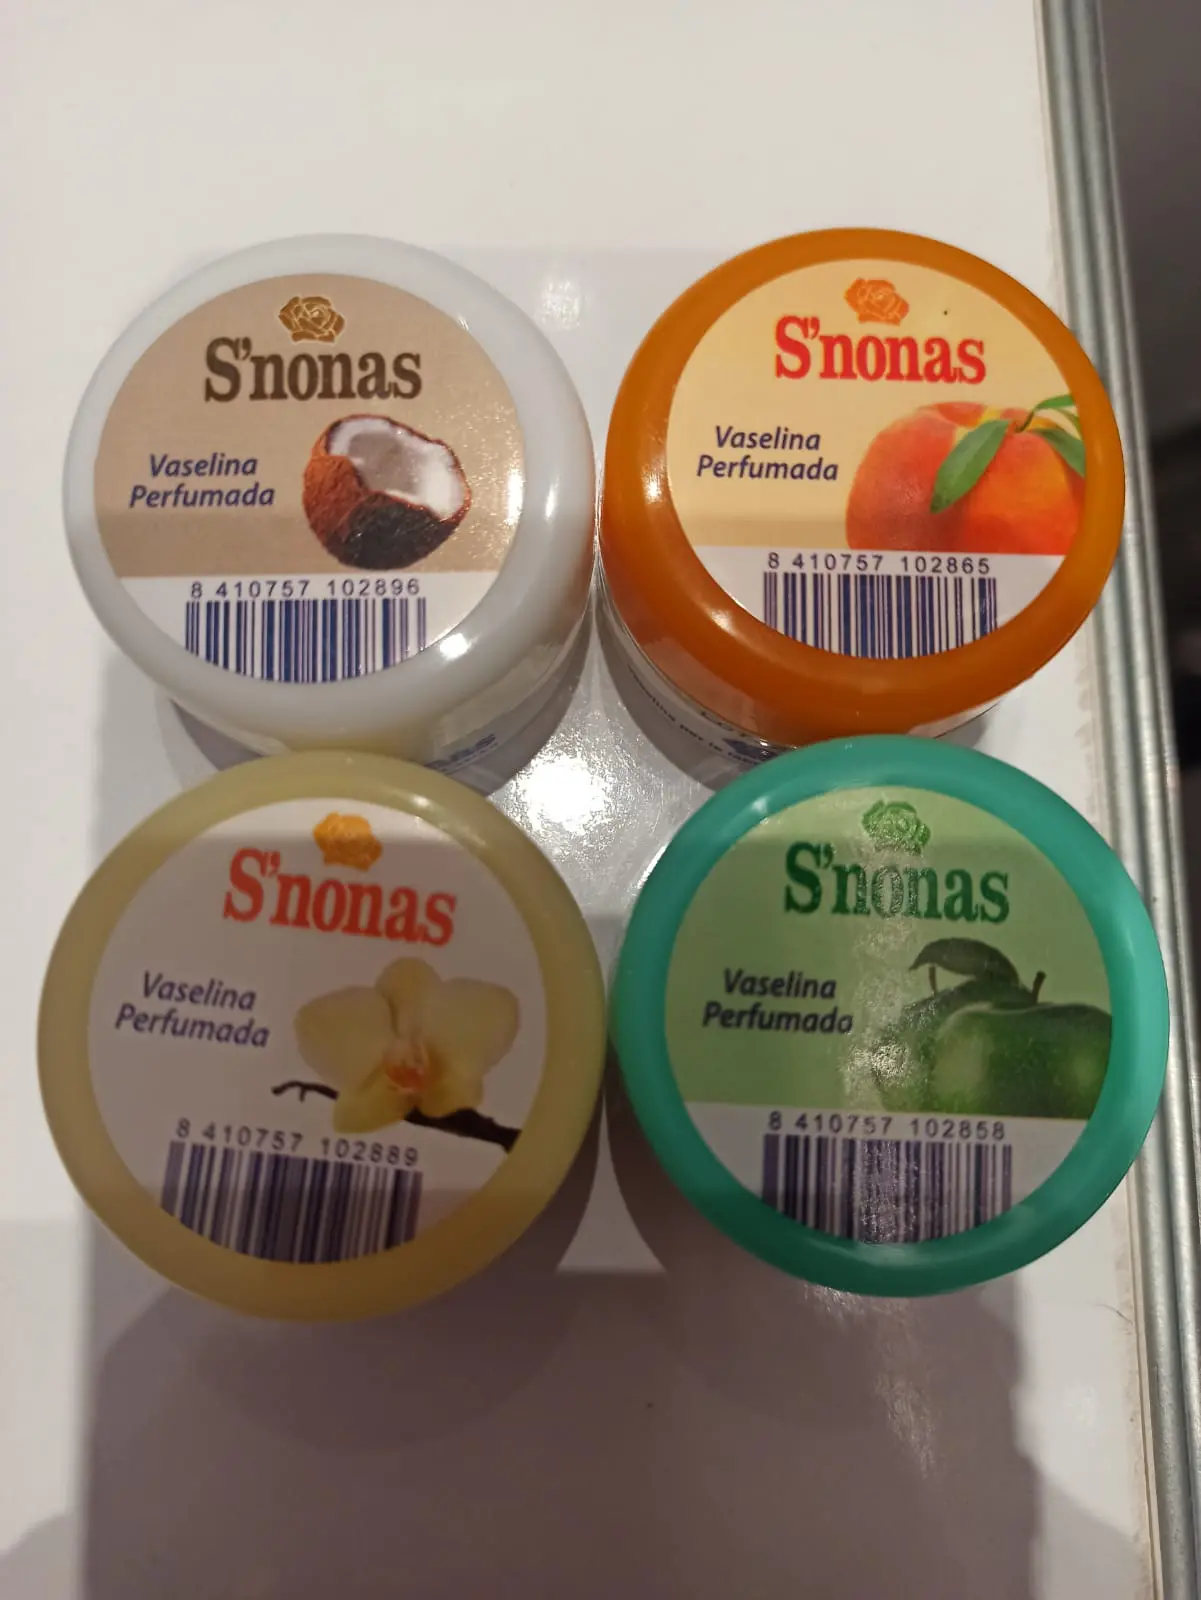 S'nonas
Vaselina
Perfumada
8 410757 102896
S'nonas
Vaselina
Perfumada
8 410757 102865
S'nonas
Vaselina
Perfumada
8 410757 102889
S'nonas
Vaselina
Perfumada
8 410757 102858